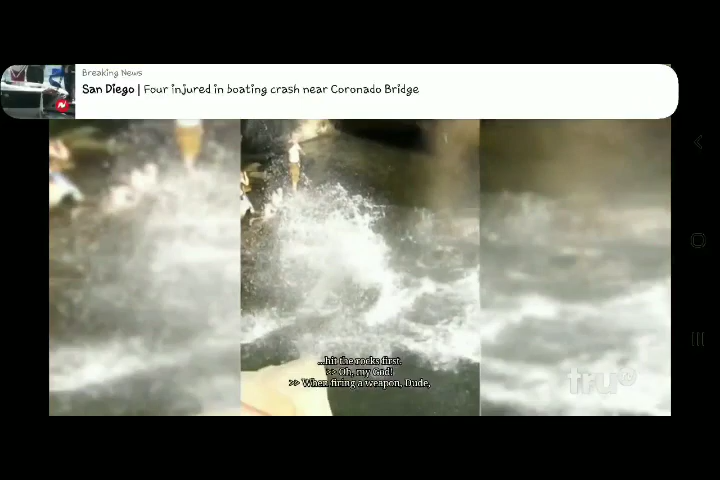 Breaking News
San Diego | Four injured in boating crash near Coronado Bridge
...hit the rocks first.
>> Oh, my God!
>> When firing a weapon, Dude,
tru